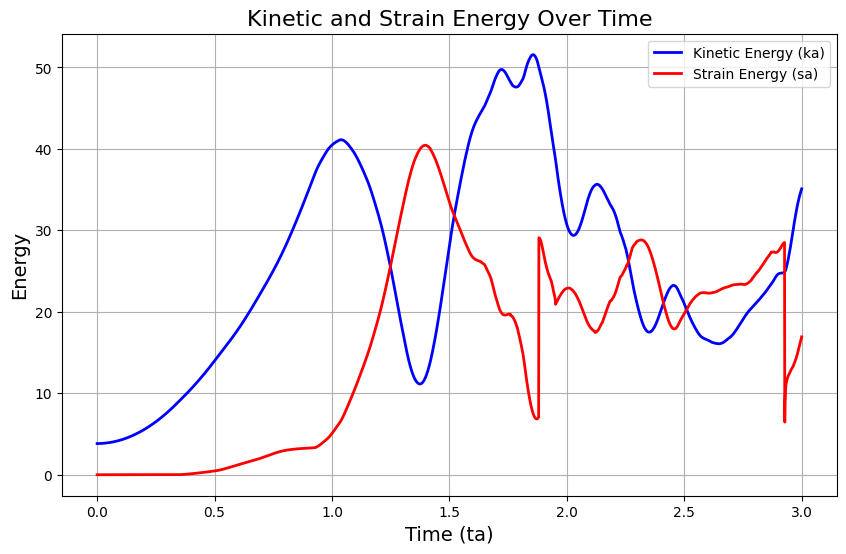 Kinetic and Strain Energy Over Time
Kinetic Energy (ka)
Strain Energy (sa)
Energy
50
40
30
20
10
0
0.0 0.5 1.0 1.5 2.0 2.5 3.0
Time (ta)